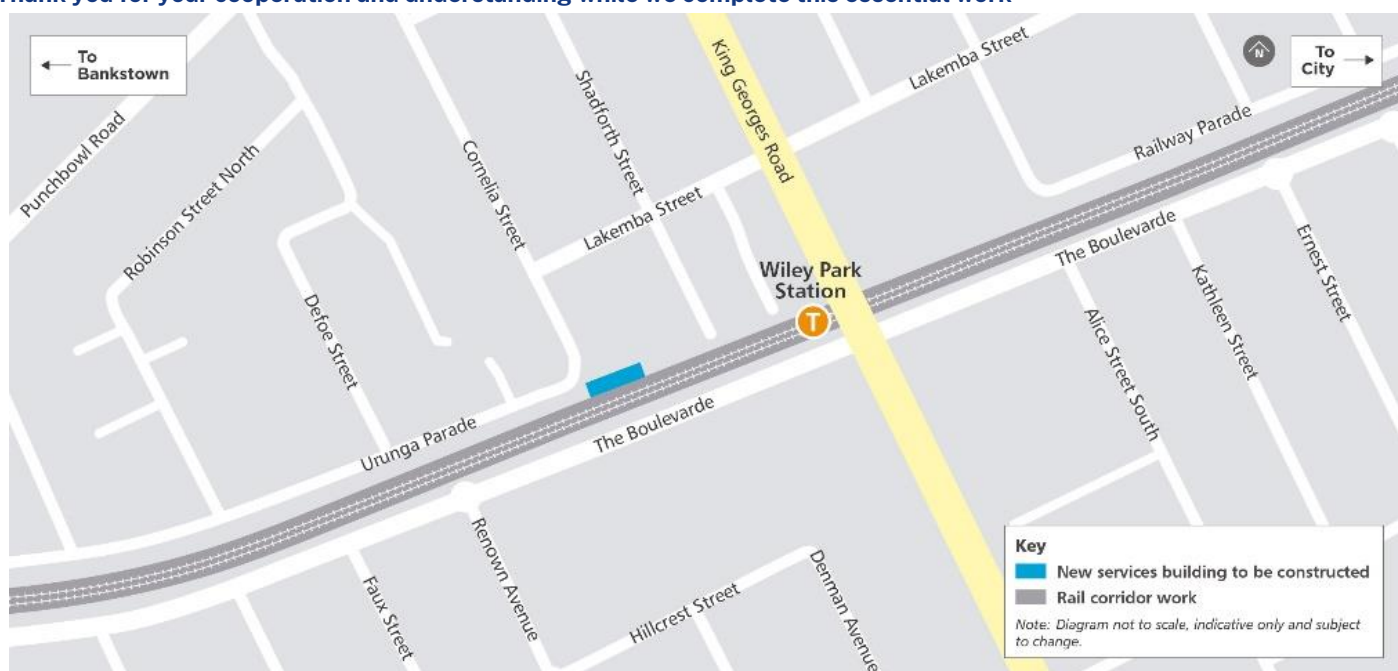 Thank you for your cooperation and understanding while we complete this essential work
To
Bankstown
N
To
City
Punchbowl Road
Robinson Street North
Defoe Street
Cornelia Street
Shadforth Street
Lakemba Street
King Georges Road
Lakemba Street
Railway Parade
Wiley Park
Station
T
The Boulevarde
Urunga Parade
The Boulevarde
Alice Street South
Kathleen Street
Ernest Street
Faux Street
Renown Avenue
Hillcrest Street
Denman Avenue
Key
New services building to be constructed
Rail corridor work
Note: Diagram not to scale, indicative only and subject
to change.